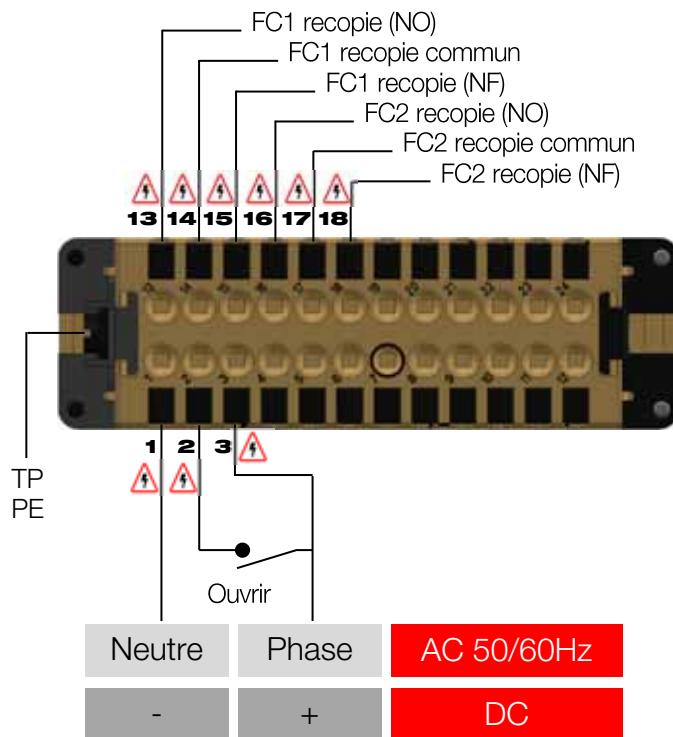 FC1 recopie (NO)
FC1 recopie commun
FC1 recopie (NF)
FC2 recopie (NO)
FC2 recopie commun
FC2 recopie (NF)
13 14 15 16 17 18
1 2 3
TP
PE
Ouvrir
Neutre Phase AC 50/60Hz
- + DC